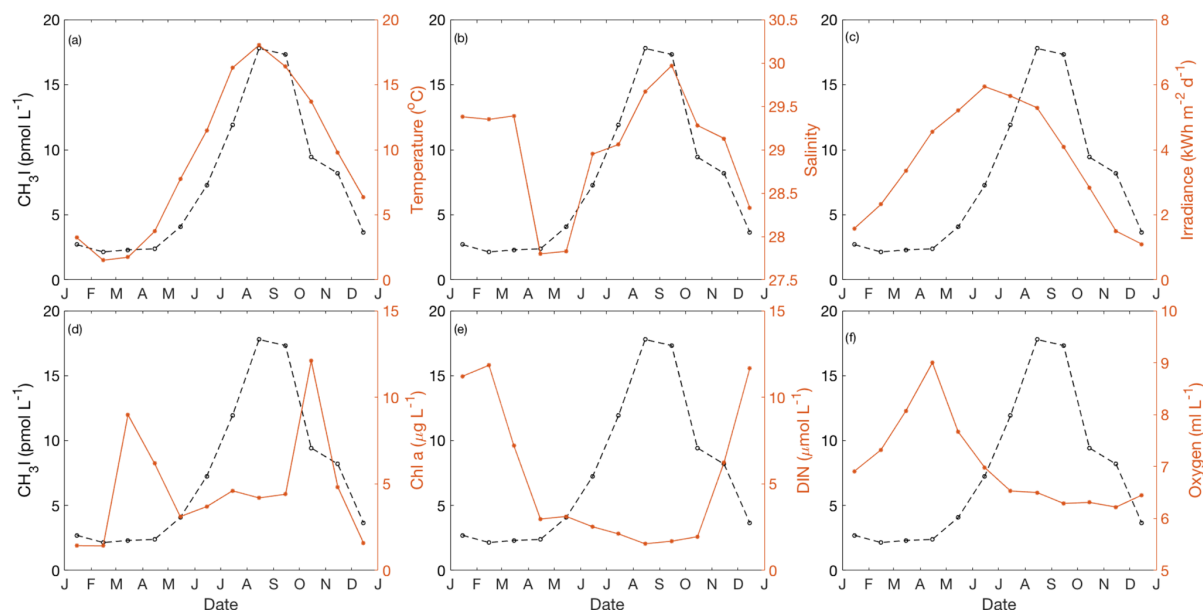 (a)
20
15
10
5
0
CH3I (pmol L-1)
20
15
10
5
0
Temperature (oC)
J F M A M J J A S O N D J
(b)
20
15
10
5
0
30.5
30
29.5
29
28.5
28
27.5
Salinity
J F M A M J J A S O N D J
(c)
20
15
10
5
0
8
6
4
2
0
Irradiance (kWh m-2 d-1)
J F M A M J J A S O N D J
(d)
20
15
10
5
0
CH3I (pmol L-1)
15
10
5
0
Chl a (μg L-1)
J F M A M J J A S O N D J
Date
(e)
20
15
10
5
0
15
10
5
0
DIN (μmol L-1)
J F M A M J J A S O N D J
Date
(f)
20
15
10
5
0
10
9
8
7
6
5
Oxygen (ml L-1)
J F M A M J J A S O N D J
Date